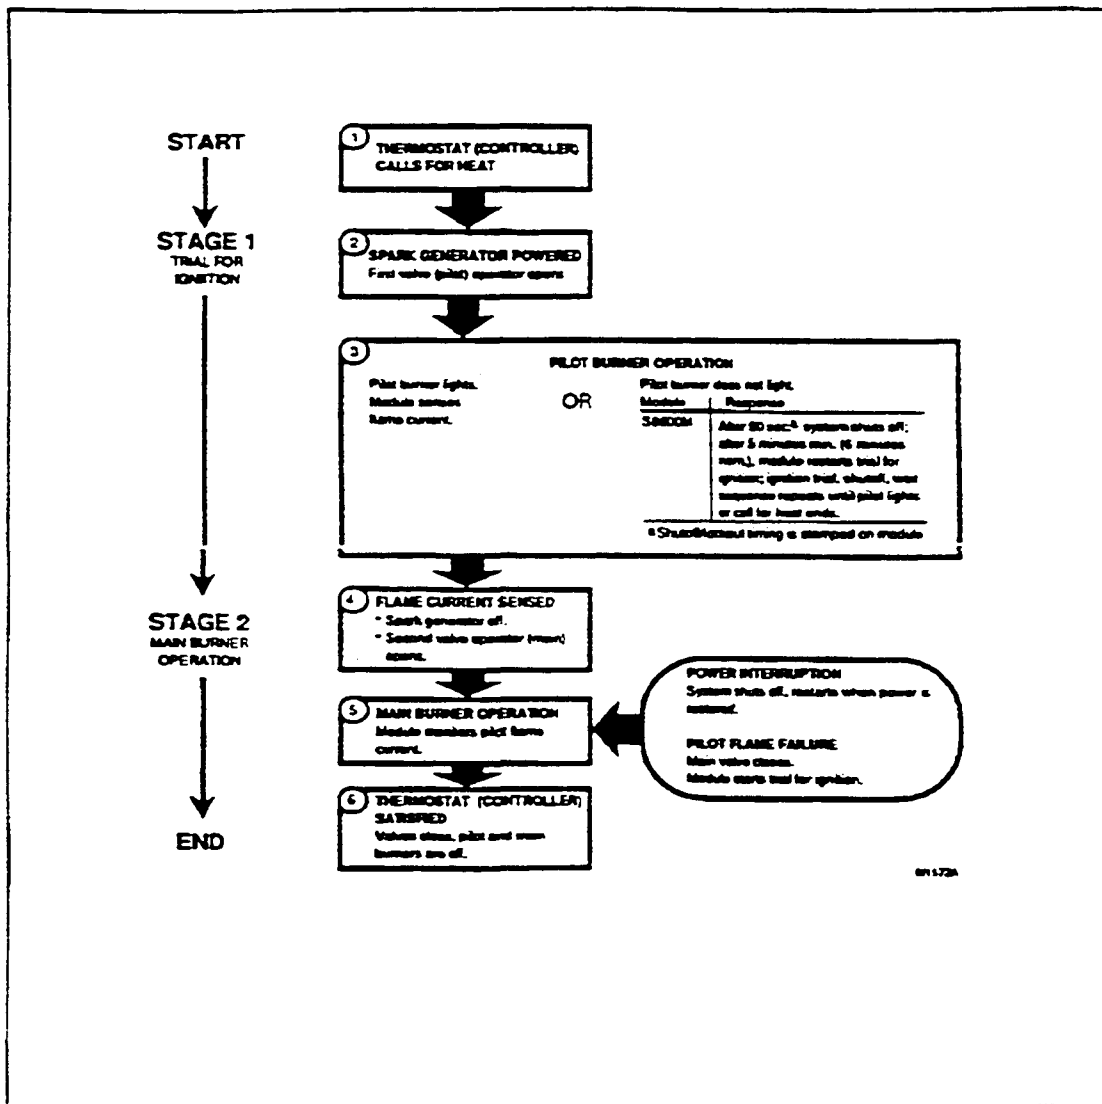 START
STAGE 1
TRIAL FOR
IGNITION
STAGE 2
MAIN BURNER
OPERATION
END
1
THERMOSTAT (CONTROLLER)
CALLS FOR HEAT
2
SPARK GENERATOR POWERED
First valve (pilot) operator opens
3
PILOT BURNER OPERATION
Pilot burner lights.
Module senses
flame current.
OR
Pilot burner does not light.
Module Response
After 90 sec.a system shuts off;
after 5 minutes min. (6 minutes
nom.), module restarts trial for
ignition; ignition trial, shutoff, wait
sequence repeats until pilot lights
or call for heat ends.
timing is stamped on module
4
FLAME CURRENT SENSED
* Spark generator off.
* Second valve operator (main)
opens.
5
MAIN BURNER OPERATION
Module monitors pilot flame
current.
POWER INTERRUPTION
System shuts off, restarts when power is
restored.
PILOT FLAME FAILURE
Main valve closes.
Module starts trial for ignition.
6
THERMOSTAT (CONTROLLER)
SATISFIED
Valves close, pilot and main
burners are off.